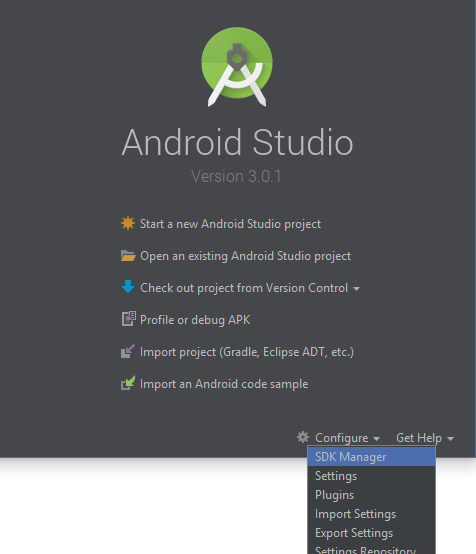 Android Studio
Version 3.0.1
Start a new Android Studio project
Open an existing Android Studio project
Check out project from Version Control
Profile or debug APK
Import project (Gradle, Eclipse ADT, etc.)
Import an Android code sample
Configure Get Help
SDK Manager
Settings
Plugins
Import Settings
Export Settings
Settings Repository